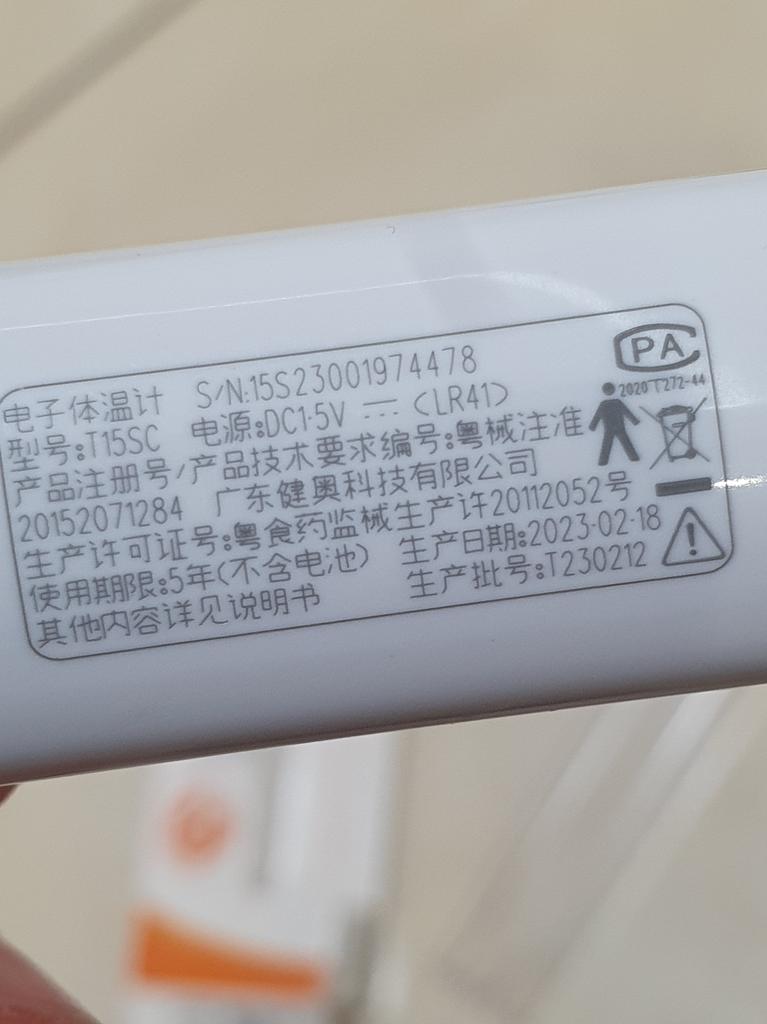 电子体温计 S/N:15S23001974478
型号:T15SC 电源:DC1.5V ⎓ (LR41)
产品注册号/产品技术要求编号:粤械注准
20152071284 广东健奥科技有限公司
生产许可证号:粤食药监械生产许20112052号
使用期限:5年(不含电池) 生产日期:2023-02-18
其他内容详见说明书 生产批号:T230212
PA
2020T272-44